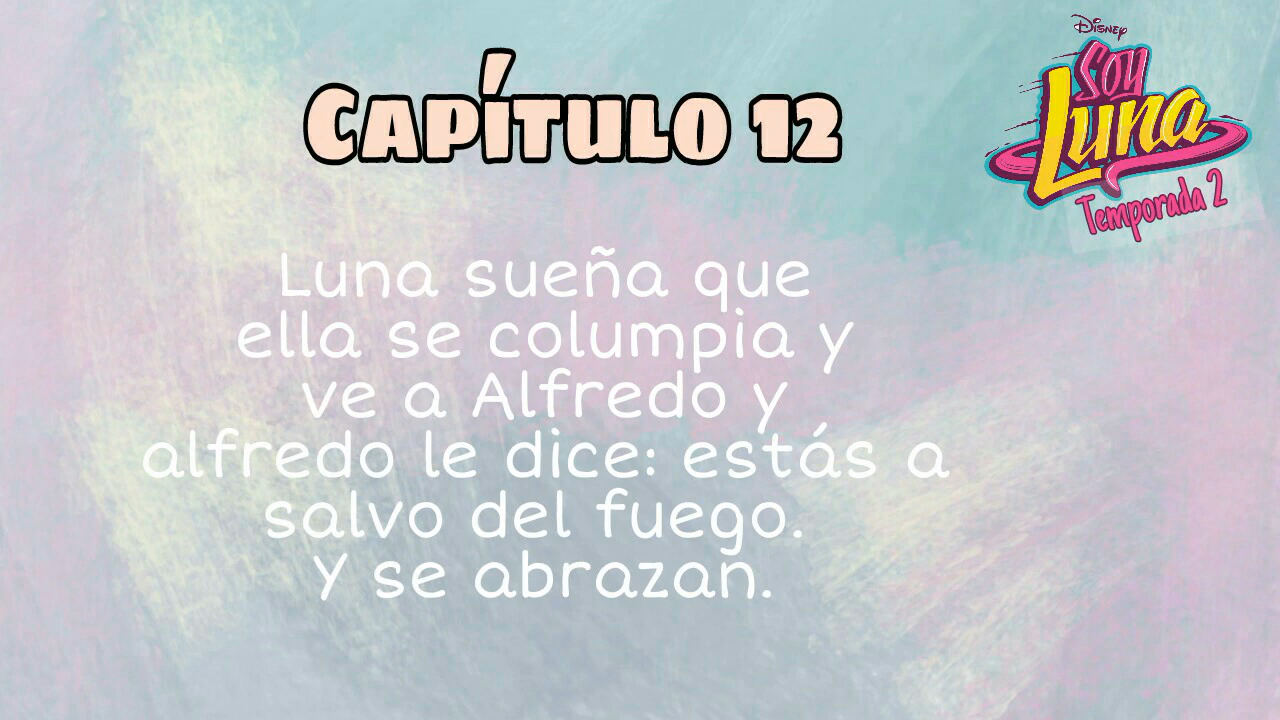 Disney
Soy
Luna
Temporada 2
Capítulo 12
Luna sueña que
ella se columpia y
ve a Alfredo y
alfredo le dice: estás a
salvo del fuego.
Y se abrazan.